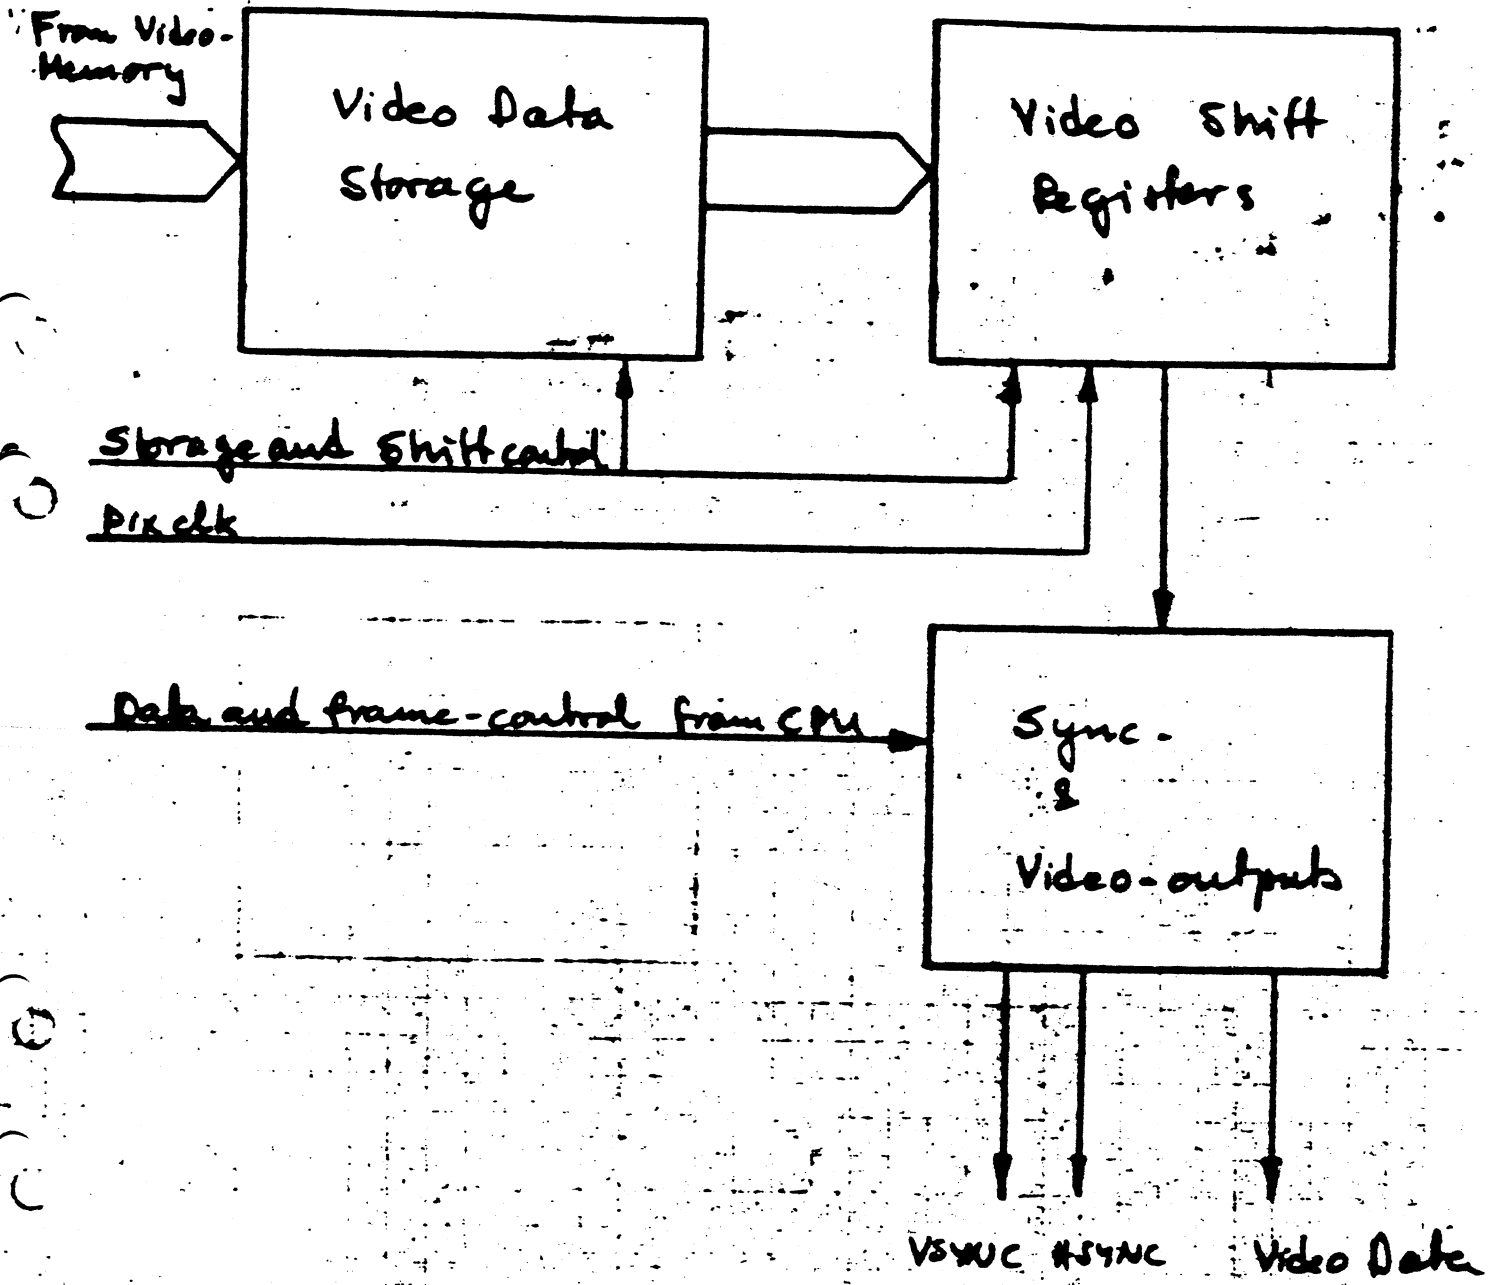 From Video-
Memory
Video Data
Storage
Video Shift
Registers
Storage and Shift control
Pix clk
Data and frame-control from CPU
Sync-
&
Video-outputs
VSYNC HSYNC Video Data